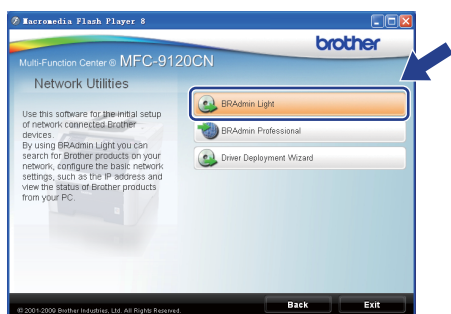 Macromedia Flash Player 8
brother
Multi-Function Center ® MFC-9120CN
Network Utilities
Use this software for the initial setup
of network connected Brother
devices.
By using BRAdmin Light you can
search for Brother products on your
network, configure the basic network
settings, such as the IP address and
view the status of Brother products
from your PC.
BRAdmin Light
BRAdmin Professional
Driver Deployment Wizard
© 2001-2009 Brother Industries, Ltd. All Rights Reserved.
Back
Exit